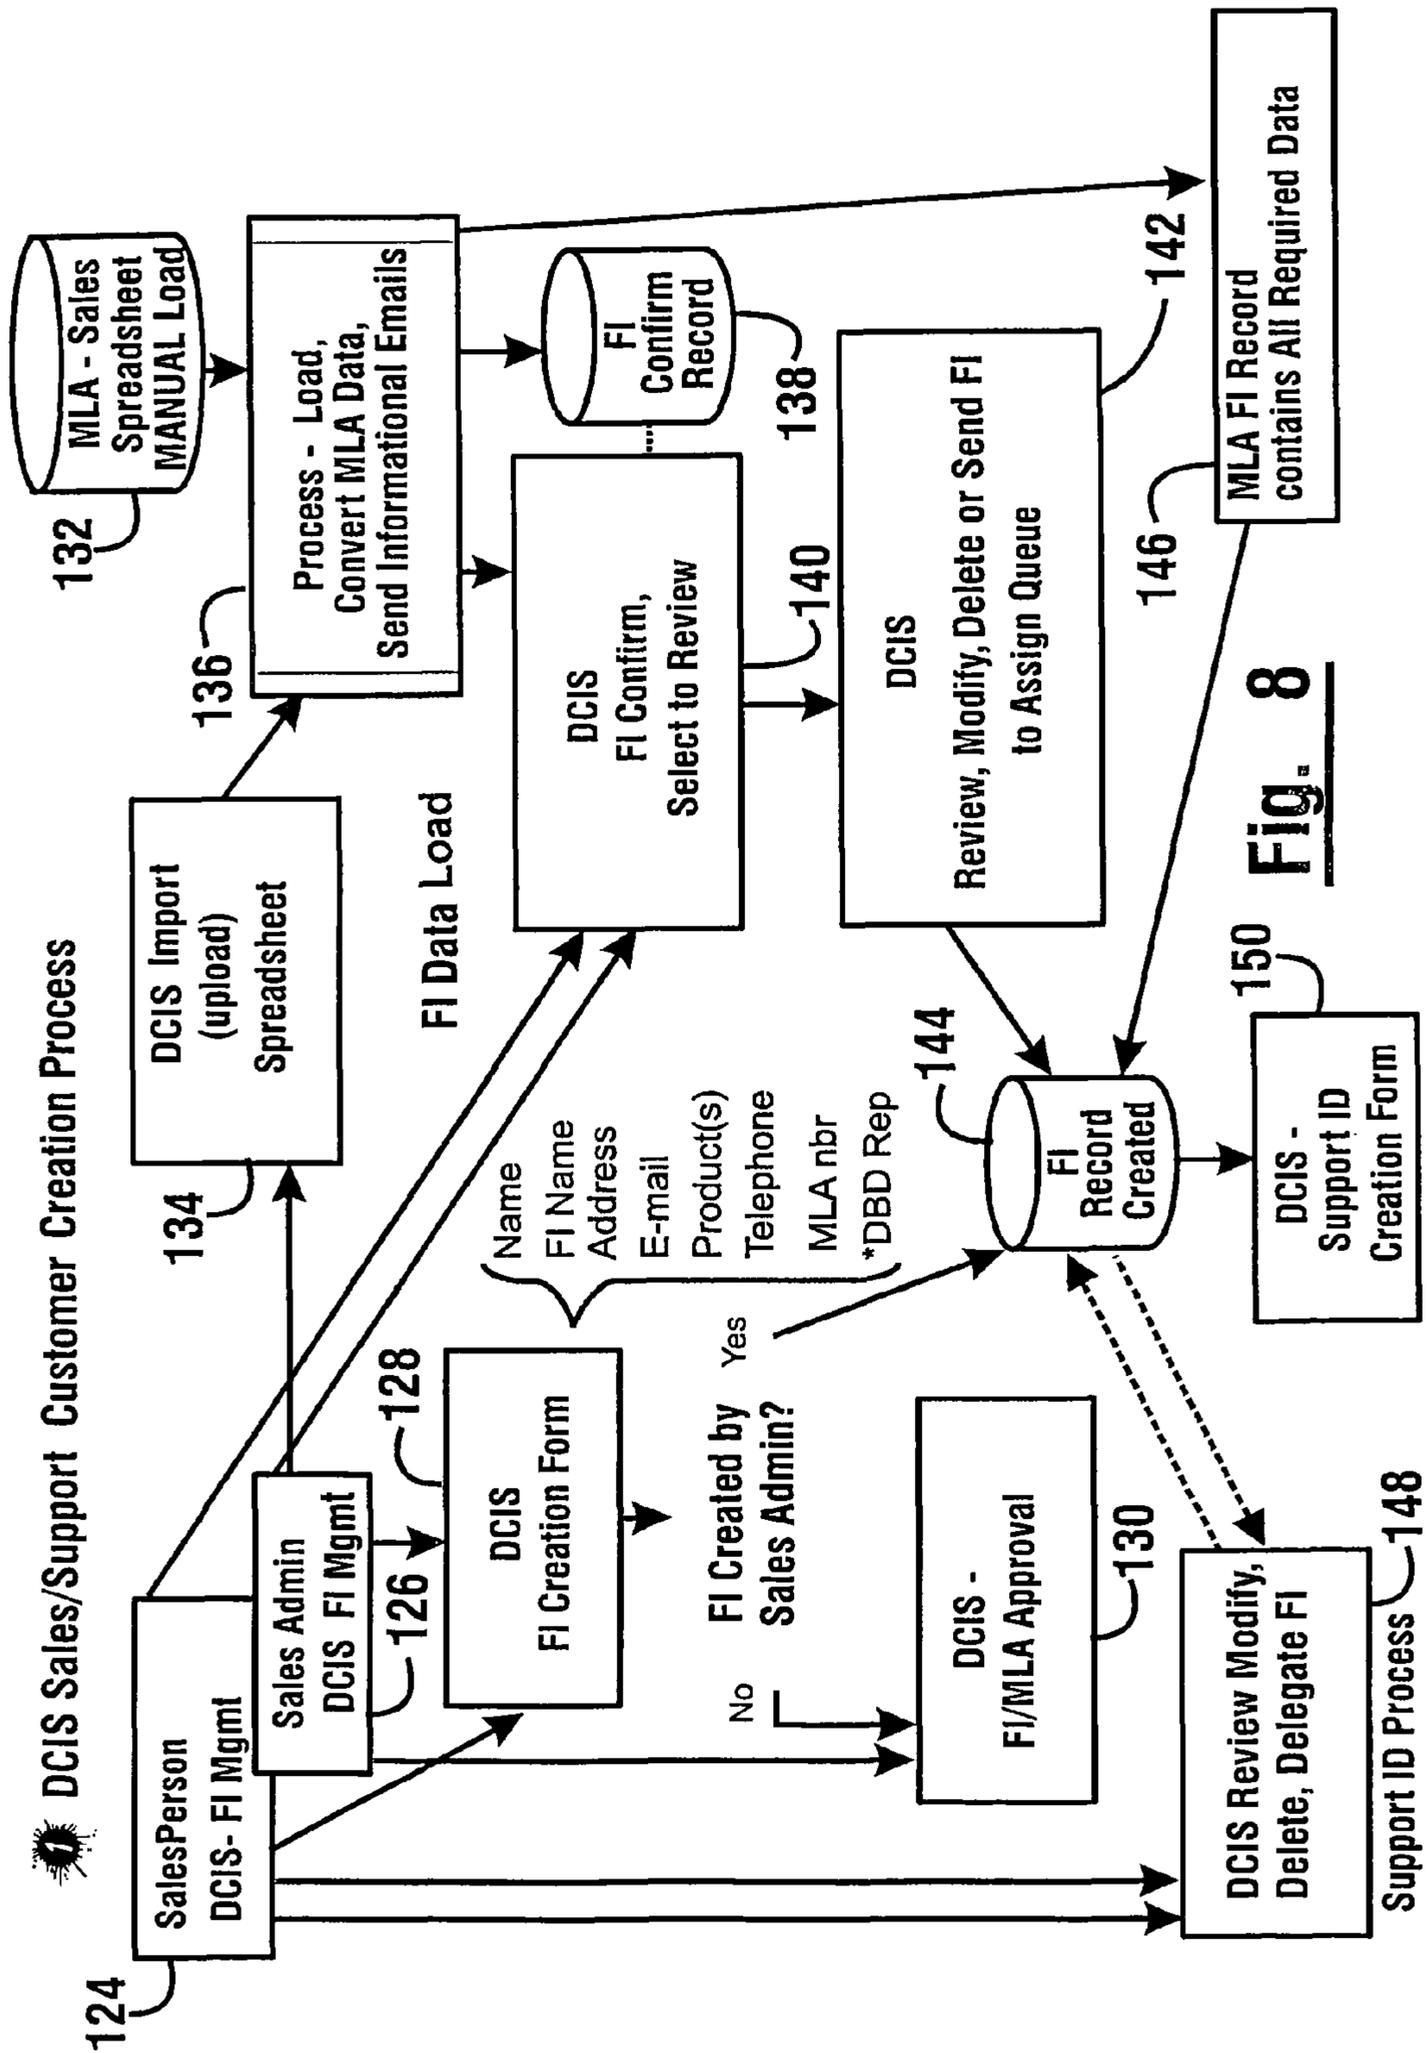 1 DCIS Sales/Support Customer Creation Process
124
SalesPerson
DCIS- FI Mgmt
Sales Admin
DCIS FI Mgmt
126
134
DCIS Import
(upload)
Spreadsheet
132
MLA - Sales
Spreadsheet
MANUAL Load
136
Process - Load,
Convert MLA Data,
Send Informational Emails
FI Data Load
128
DCIS
FI Creation Form
Name
FI Name
Address
E-mail
Product(s)
Telephone
MLA nbr
*DBD Rep
DCIS
FI Confirm,
Select to Review
140
FI
Confirm
Record
138
FI Created by
Sales Admin?
No
Yes
DCIS -
FI/MLA Approval
130
DCIS
Review, Modify, Delete or Send FI
to Assign Queue
142
144
FI
Record
Created
146
MLA FI Record
contains All Required Data
DCIS Review Modify,
Delete, Delegate FI
148
Support ID Process
150
DCIS -
Support ID
Creation Form
Fig. 8